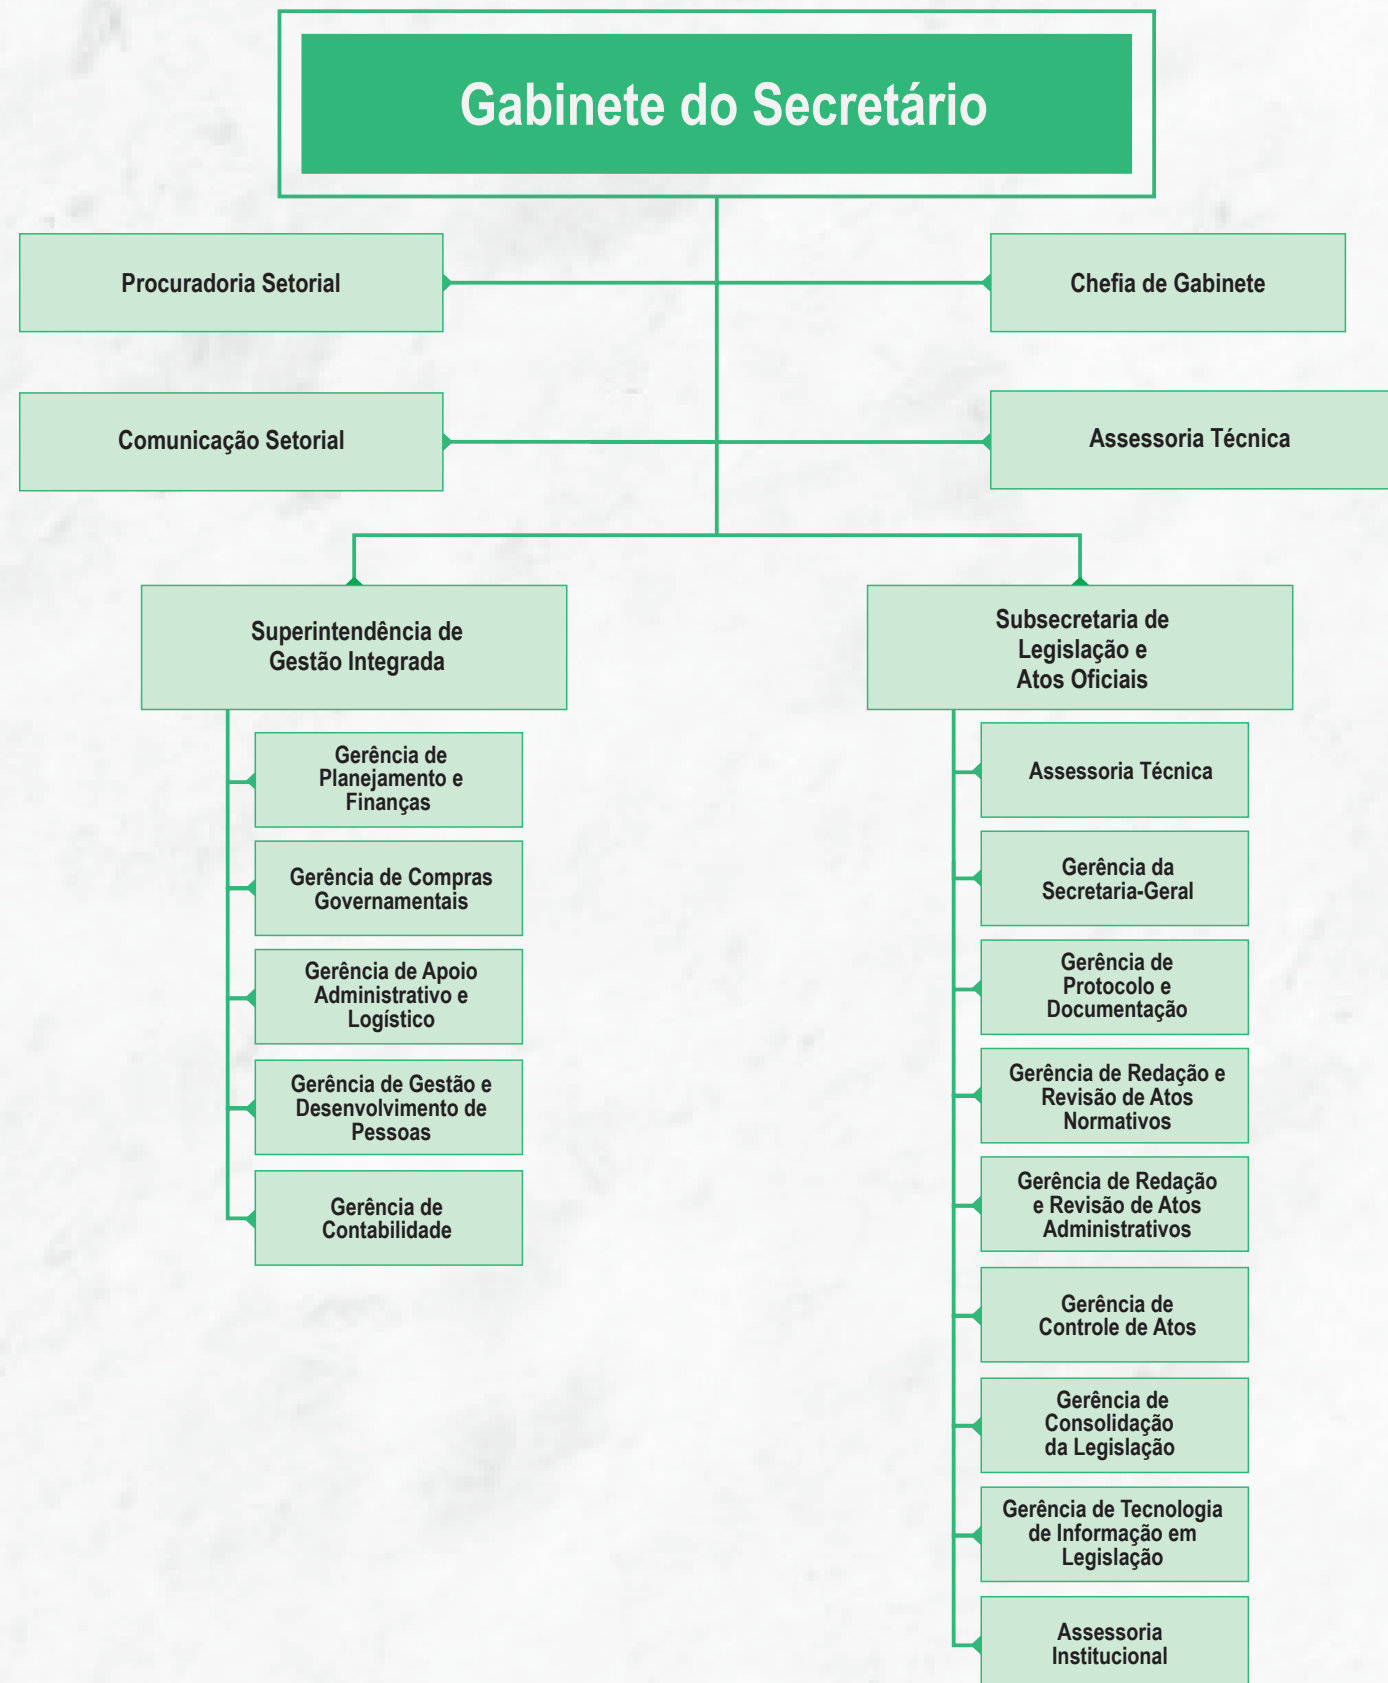 Gabinete do Secretário
Procuradoria Setorial
Chefia de Gabinete
Comunicação Setorial
Assessoria Técnica
Superintendência de
Gestão Integrada
Gerência de
Planejamento e
Finanças
Gerência de Compras
Governamentais
Gerência de Apoio
Administrativo e
Logístico
Gerência de Gestão e
Desenvolvimento de
Pessoas
Gerência de
Contabilidade
Subsecretaria de
Legislação e
Atos Oficiais
Assessoria Técnica
Gerência da
Secretaria-Geral
Gerência de
Protocolo e
Documentação
Gerência de Redação e
Revisão de Atos
Normativos
Gerência de Redação
e Revisão de Atos
Administrativos
Gerência de
Controle de Atos
Gerência de
Consolidação
da Legislação
Gerência de Tecnologia
de Informação em
Legislação
Assessoria
Institucional